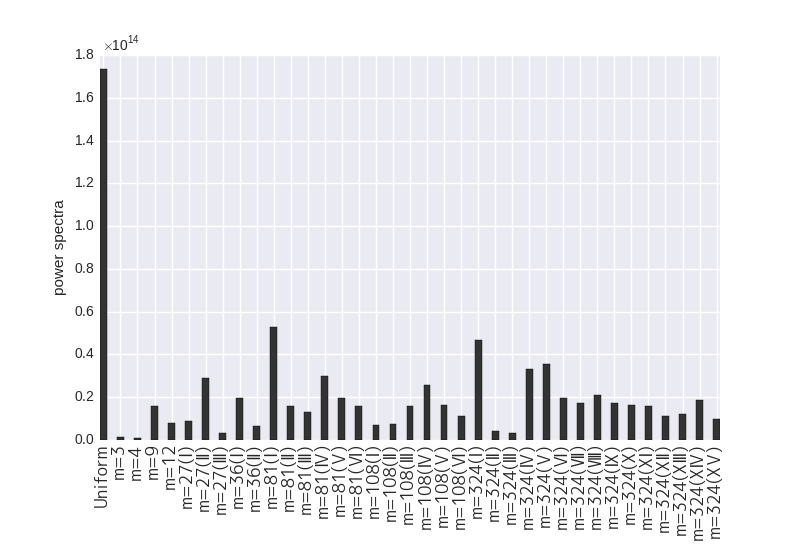 ×10¹⁴
1.8
1.6
1.4
1.2
1.0
0.8
0.6
0.4
0.2
0.0
power spectra
Uniform
m=3
m=4
m=9
m=12
m=27(Ⅰ)
m=27(Ⅱ)
m=27(Ⅲ)
m=36(Ⅰ)
m=36(Ⅱ)
m=81(Ⅰ)
m=81(Ⅱ)
m=81(Ⅲ)
m=81(Ⅳ)
m=81(Ⅴ)
m=81(Ⅵ)
m=108(Ⅰ)
m=108(Ⅱ)
m=108(Ⅲ)
m=108(Ⅳ)
m=108(Ⅴ)
m=108(Ⅵ)
m=324(Ⅰ)
m=324(Ⅱ)
m=324(Ⅲ)
m=324(Ⅳ)
m=324(Ⅴ)
m=324(Ⅵ)
m=324(Ⅶ)
m=324(Ⅷ)
m=324(Ⅸ)
m=324(Ⅹ)
m=324(Ⅺ)
m=324(Ⅻ)
m=324(XⅢ)
m=324(XⅣ)
m=324(XⅤ)